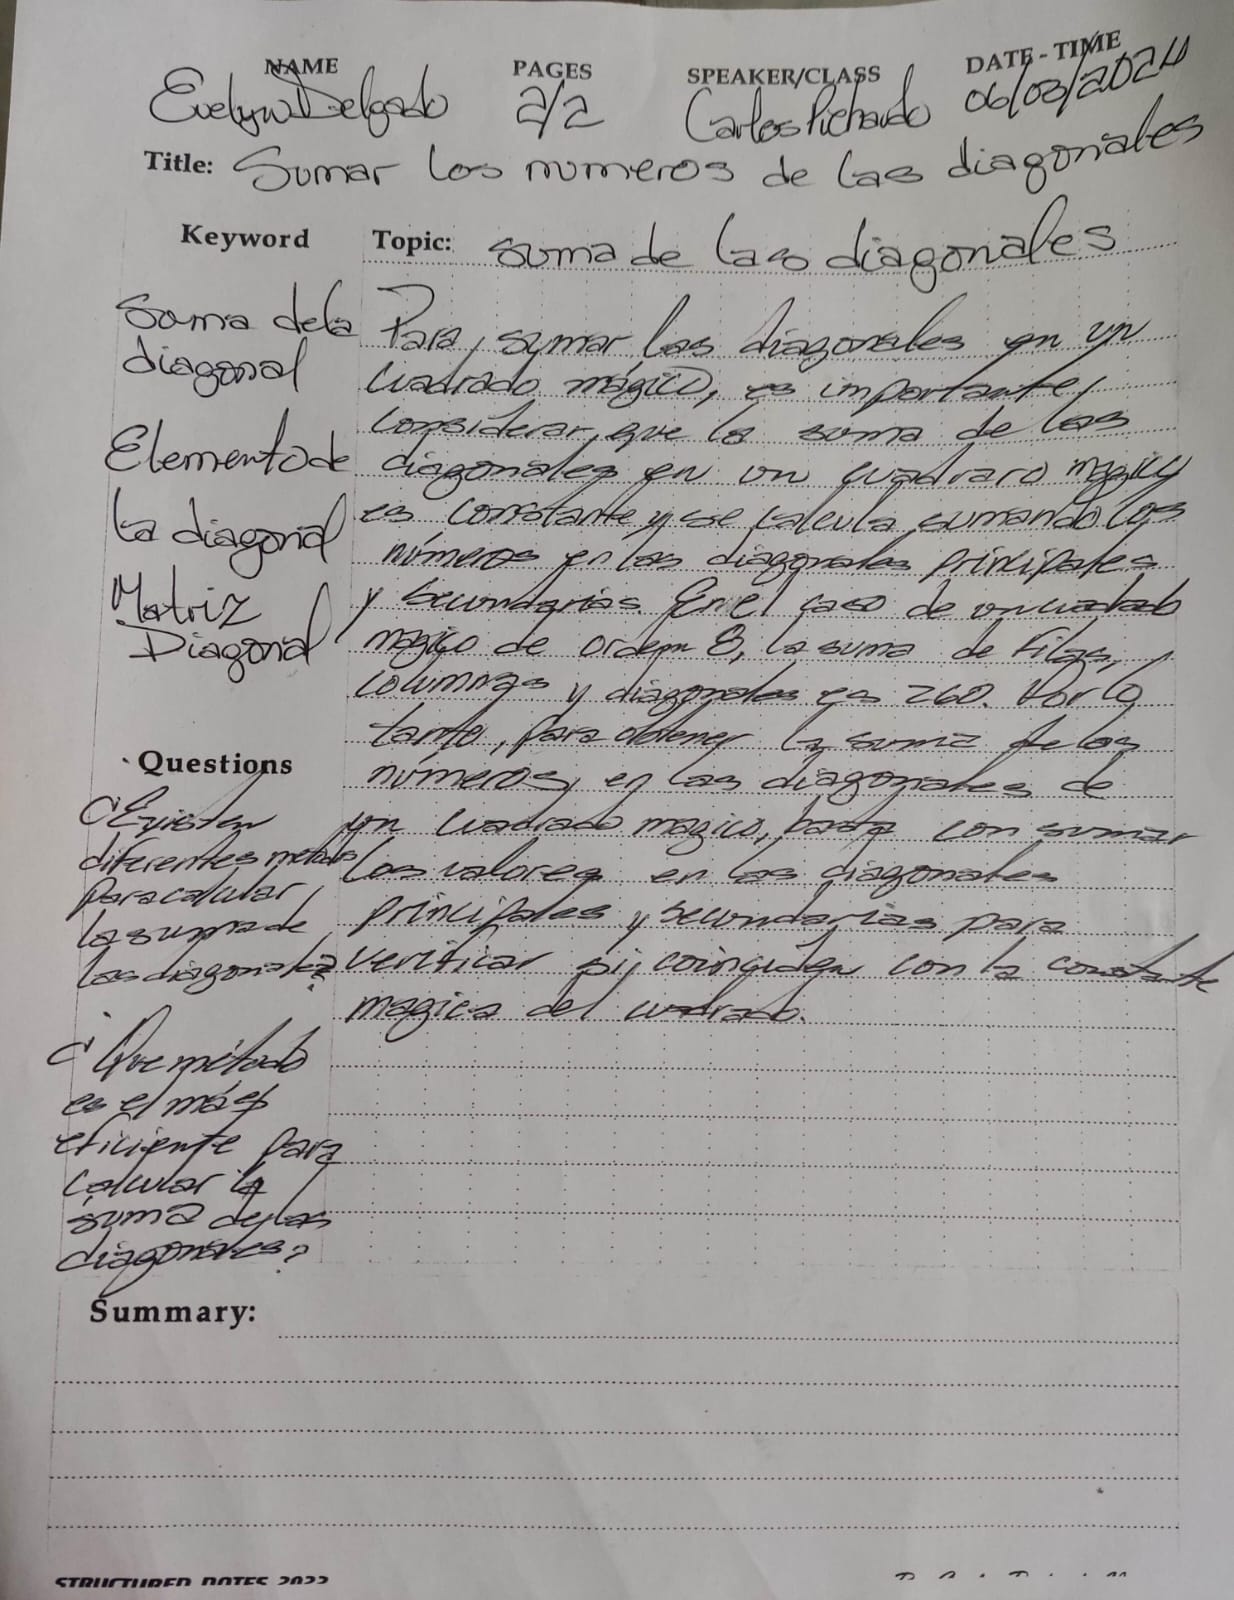 NAME PAGES SPEAKER/CLASS DATE - TIME
Evelyn Delgado 2/2 Carlos Pichardo 06/03/2024
Title: Sumar los numeros de las diagonales
Keyword Topic: suma de las diagonales
Soma de la
diagonal
Elemento de
la diagonal
Matriz
Diagonal
Para sumar las diagonales en un
cuadrado mágico, es importante
considerar que la suma de las
diagonales en un cuadraro magico
es constante y se calcula sumando los
números en las diagonales principales
y secundarias. En el caso de un cuadrado
magico de orden 8, la suma de filas,
columnas y diagonales es 260. Por lo
tanto, para obtener la suma de los
números en las diagonales de
un cuadrado magico, basta con sumar
los valores en las diagonales
principales y secundarias para
verificar si coinciden con la constante
magica del cuadrado.
Questions
¿Existen
diferentes metodos
para calular
la suma de
las diagonales?
¿Que método
es el más
eficiente para
calcular la
suma de las
diagonales?
Summary:
STRUCTURED NOTES 2022